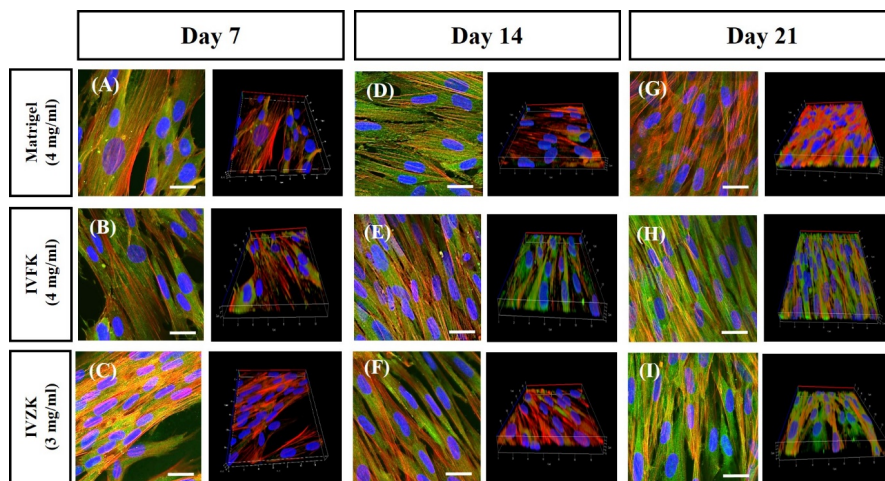 Day 7
Day 14
Day 21
Matrigel
(4 mg/ml)
(A)
(D)
(G)
IVFK
(4 mg/ml)
(B)
(E)
(H)
IVZK
(3 mg/ml)
(C)
(F)
(I)